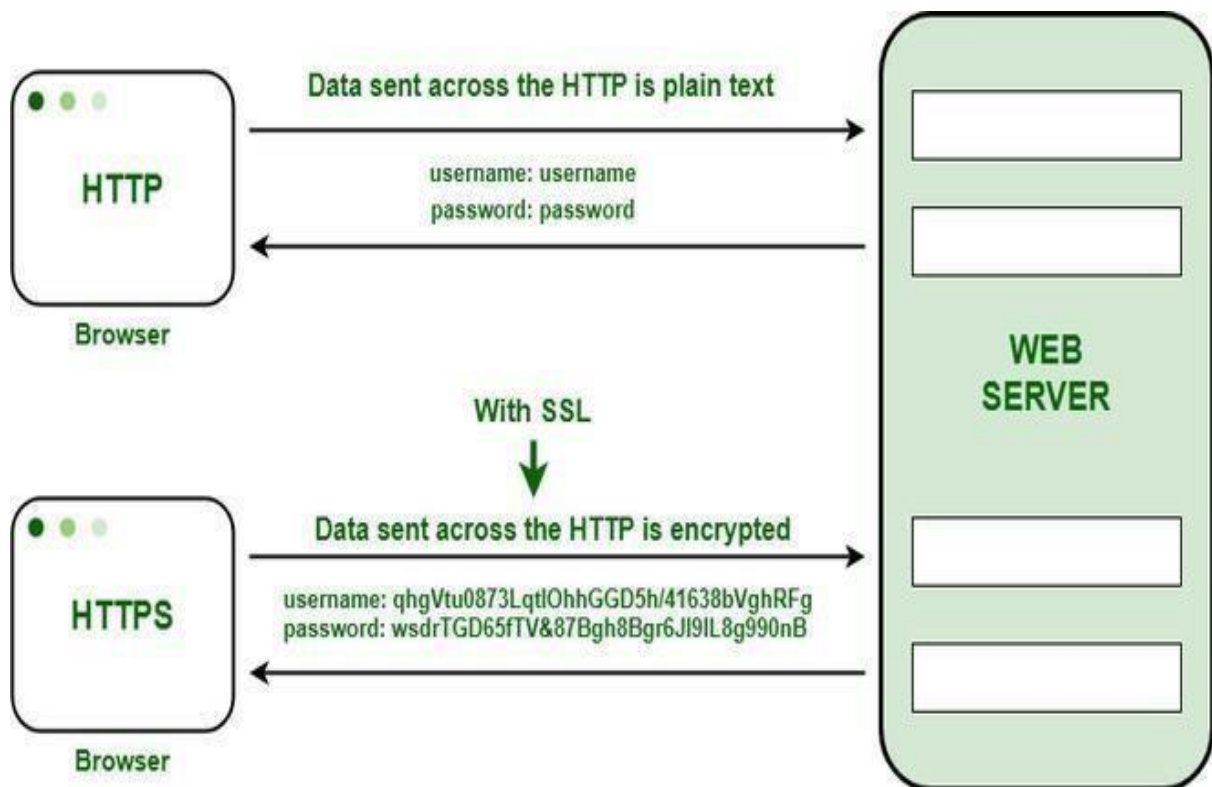 Data sent across the HTTP is plain text
HTTP
username: username
password: password
Browser
WEB
SERVER
With SSL
Data sent across the HTTP is encrypted
HTTPS
username: qhgVtu0873LqtlOhhGGD5h/41638bVghRFg
password: wsdrTGD65fTV&87Bgh8Bgr6Jl9lL8g990nB
Browser